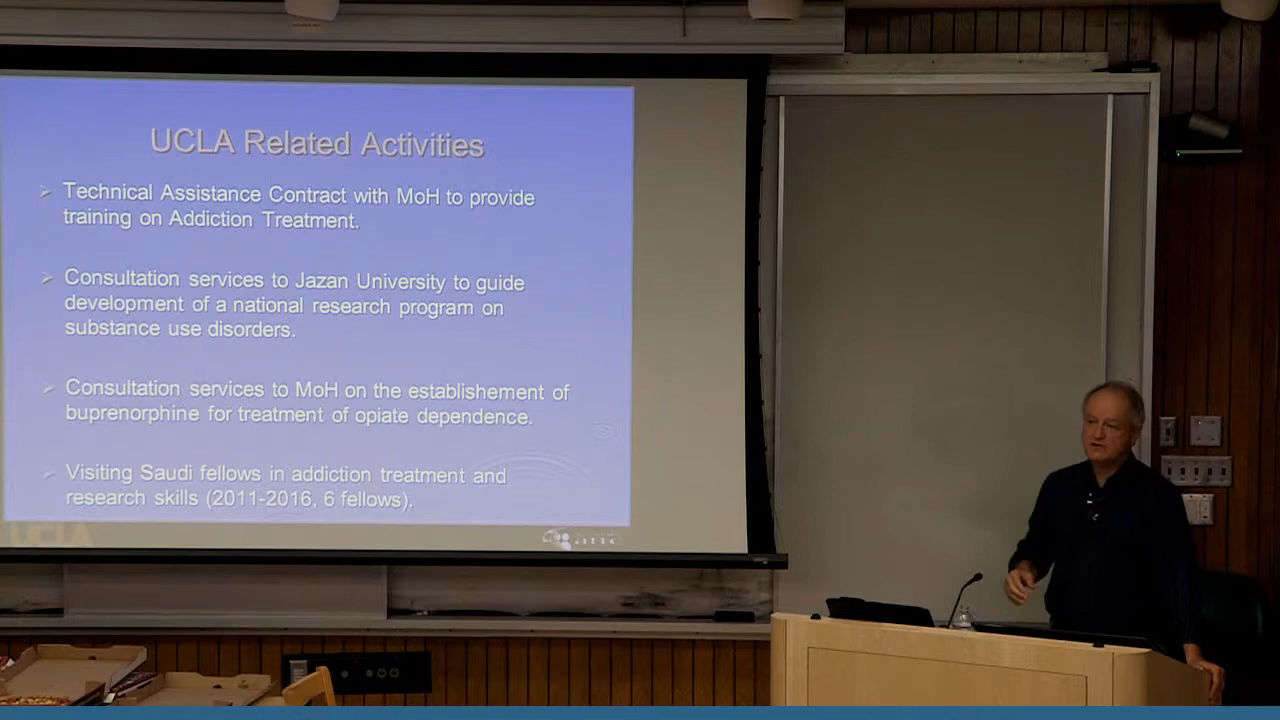 UCLA Related Activities
Technical Assistance Contract with MoH to provide
training on Addiction Treatment.
Consultation services to Jazan University to guide
development of a national research program on
substance use disorders.
Consultation services to MoH on the establishement of
buprenorphine for treatment of opiate dependence.
Visiting Saudi fellows in addiction treatment and
research skills (2011-2016, 6 fellows).
UCLA